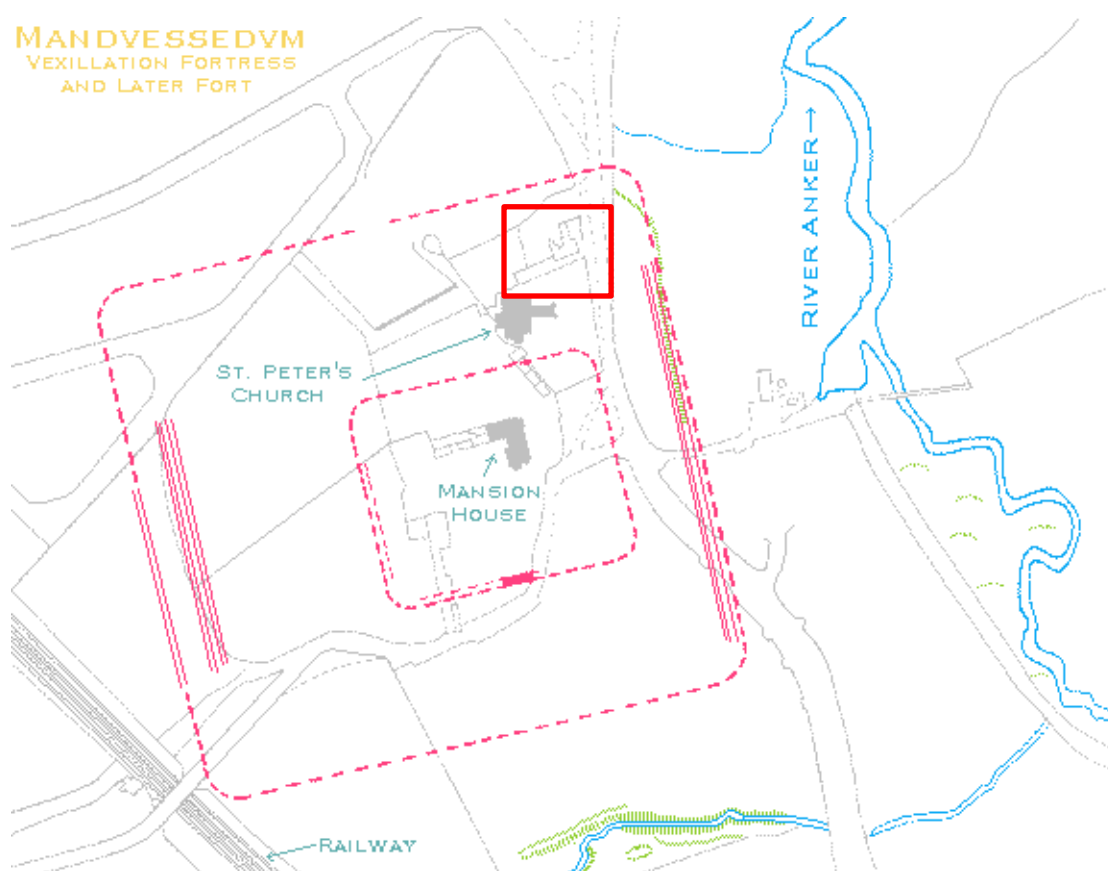 MANDVESSEDVM
VEXILLATION FORTRESS
AND LATER FORT
RIVER ANKER→
ST. PETER'S
CHURCH
MANSION
HOUSE
RAILWAY